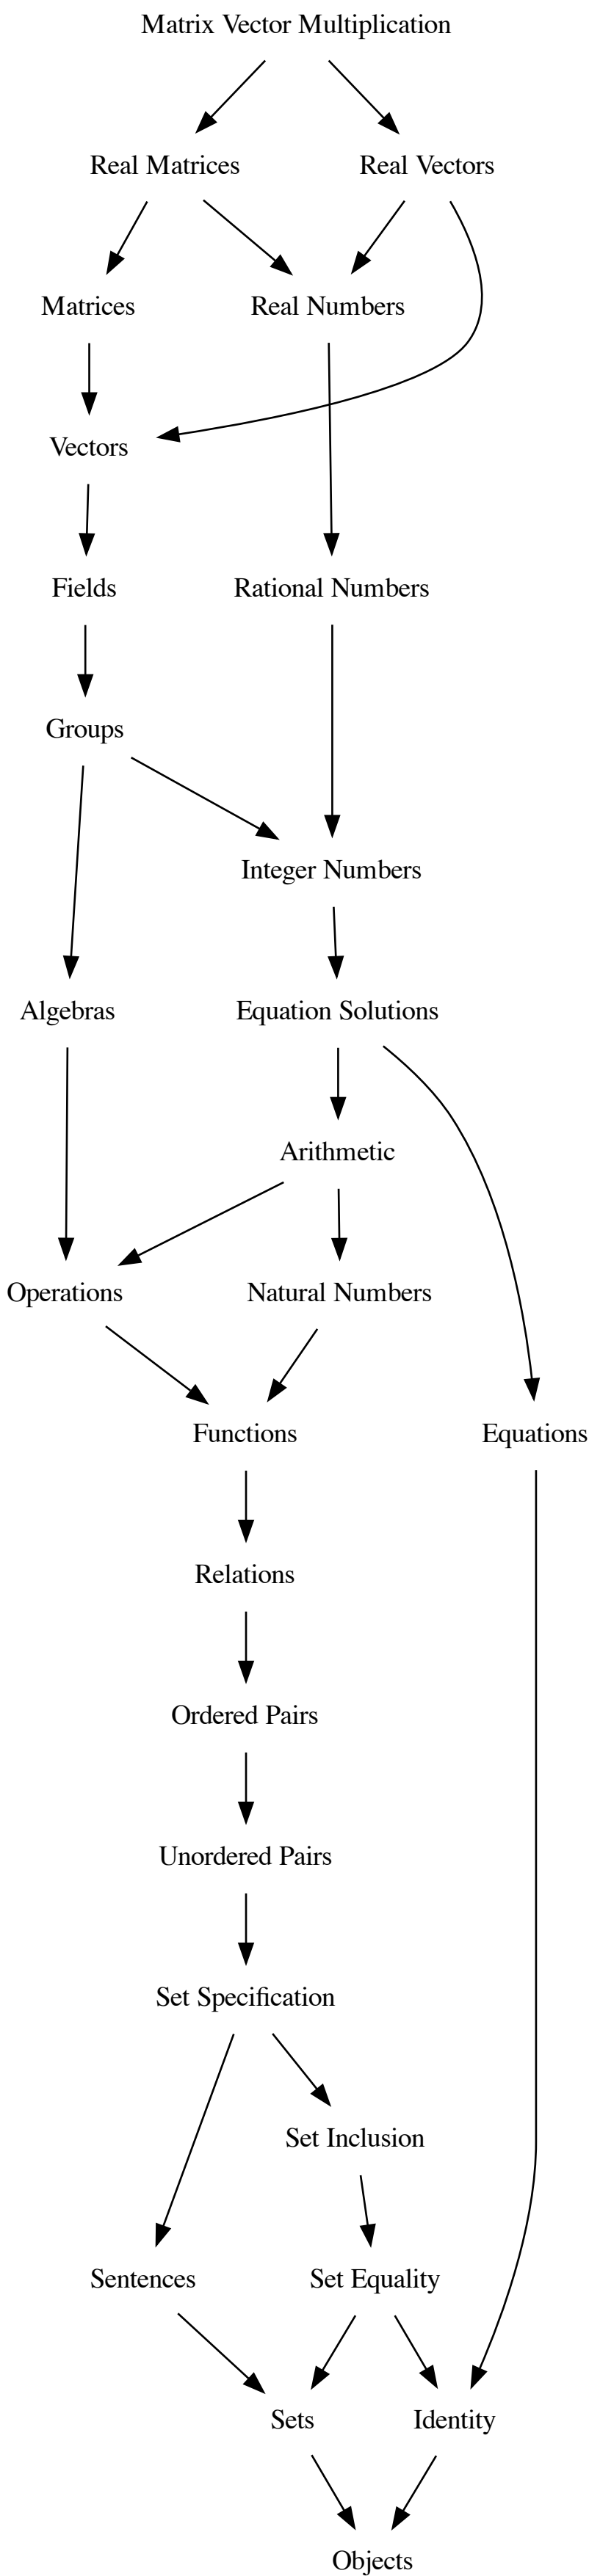 Matrix Vector Multiplication
Real Matrices
Real Vectors
Matrices
Real Numbers
Vectors
Fields
Rational Numbers
Groups
Integer Numbers
Algebras
Equation Solutions
Arithmetic
Operations
Natural Numbers
Functions
Equations
Relations
Ordered Pairs
Unordered Pairs
Set Specification
Set Inclusion
Sentences
Set Equality
Sets
Identity
Objects